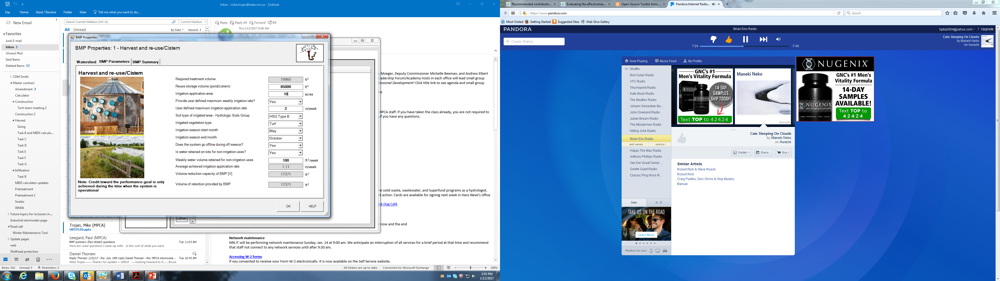 Inbox - mike.trojan@state.mn.us - Outlook
File Home Send / Receive Folder View Tell me what you want to do...
New Email
Search Current Mailbox (Ctrl+E) Current Mailbox
Reply Reply All Forward IM
Thu 1/12/2017 8:38 AM
All Unread By Date Newest
Favorites
Junk E-mail
Inbox 3
Unread Mail
Sent Items
Deleted Items 57
CDM Smith
Master contract
Amendment 2
Calculator
Construction
Tech team meeting 2
Construction 2
Harvest
Sizing
Task B and MIDS calcula...
Task C
Task D
Task E
Task F
Task G
Infiltration
Task B
MIDS calculator updates
Pretreatment
Pretreatment 2
Swales
WMAt
Future topics for inclusion in...
Industrial stormwater page
Road salt
Winter Maintenance Tool
Update pages
web
Wellhead protection
BMP Properties
BMP Properties: 1 - Harvest and re-use/Cistern
Watershed BMP Parameters BMP Summary
Harvest and re-use/Cistern
Required treatment volume 19965 ft³
Reuse storage volume (pond/cistern) 85000 ft³
Irrigation application area 10 acres
Provide user defined maximum weekly irrigation rate? Yes
User defined maximum irrigation application rate 2 in/week
Soil type of irrigated area - Hydrologic Soils Group HSG Type B
Irrigated vegetation type Turf
Irrigation season start month May
Irrigation season end month October
Does the system go offline during off season? Yes
Is water retained on-site for non-irrigation uses? Yes
Weekly water volume retained for non-irrigation uses 100 ft³/week
Average achieved irrigation application rate 1.11 in/week
Volume reduction capacity of BMP [V] 17371 ft³
Volume of retention provided by BMP 17371 ft³
Note: Credit toward the performance goal is only
achieved during the time when the system is
operational
OK HELP
Other
Moeger, Deputy Commissioner Michelle Beeman, and Andrew Elbert
eadership Forum/Academy hosts in each office will lead small group
essional Development! Click title link to see agenda and small group
MPCA staff. If you have taken the class already, you are not required to
if you have any questions.
e solid waste, wastewater, and Superfund programs as a hydrologist.
t action. Cards are available for signing next week in Hans Neve's office
ck Dog Café
now and the end
Trojan, Mike (MPCA)
UNTITLED.pptx
Leegard, Paul (MPCA)
BMP summary (fact sheet) questions Tue 11:03 AM
Here are some questions I came up with. Is this sort of what you were
Daniel Thorsen
Reply Thorsen 1/10/17 --Re: July 19th reply Daniel Thorsen --Re: MPCA stormwate... Tue 10:43 AM
Mike Trojan ------ Thanks for update = GREAT --- looking forward to it.......Bruce
Network maintenance
MN.IT will be performing network maintenance Sunday, Jan. 14 at 9:00 am. We anticipate an interruption of all services for a brief period at that time and recommend
that staff not connect to any network services until after 9:30 am.
Accessing W-2 forms
If you consented to receive your Form W-2 electronically, it is now available on the Self Service website.
Items: 310 Unread: 3 Reminders: 2 All folders are up to date. Connected to: Microsoft Exchange 100%
3:55 PM
1/12/2017
Recommended contributin... Evaluating the effectivenes... Open-Source Toolkit Aims ... Pandora Internet Radio...
https://www.pandora.com Search
Most Visited Getting Started Suggested Sites Web Slice Gallery
PANDORA Brian Eno Radio hplla2004@yahoo.com Upgrade
Create Station
7:24 -7:40
Cats Sleeping On Clouds
by Maneki Neko
on Auracle
Now Playing Music Feed My Profile
Shuffle
Bob Dylan Radio
XTC Radio
Thumbprint Radio
Kate Bush Radio
The Beatles Radio
Johann Sebastian Ba...
John Dowland Radio
Julian Bream Radio
The Minutemen Radio
Killing Joke Radio
Brian Eno Radio
add variety options
Happy The Man Radio
Anthony Phillips Radio
Van Der Graaf Gener...
Gentle Giant Radio
Classic Prog Rock R...
Date A - Z
TAKE US ON THE ROAD
Learn More
Pandora for your
GNC's #1
Men's Vitality Formula
14-DAY
SAMPLES
SHIP TODAY!
NUGENIX
Text TOP to 42424
Maneki Neko
Auracle
Cats Sleeping On Clouds
by Maneki Neko
on Auracle
Publish Share... Buy
Similar Artists
Robert Rich & Steve Roach
Robert Rich
Craig Padilla, Zero Ohms & Skip Murphy
Manual
NUGENIX
GNC's #1 Men's
Vitality Formula
14-DAY
SAMPLES
AVAILABLE!
Text TOP to
42424
NUGENIX